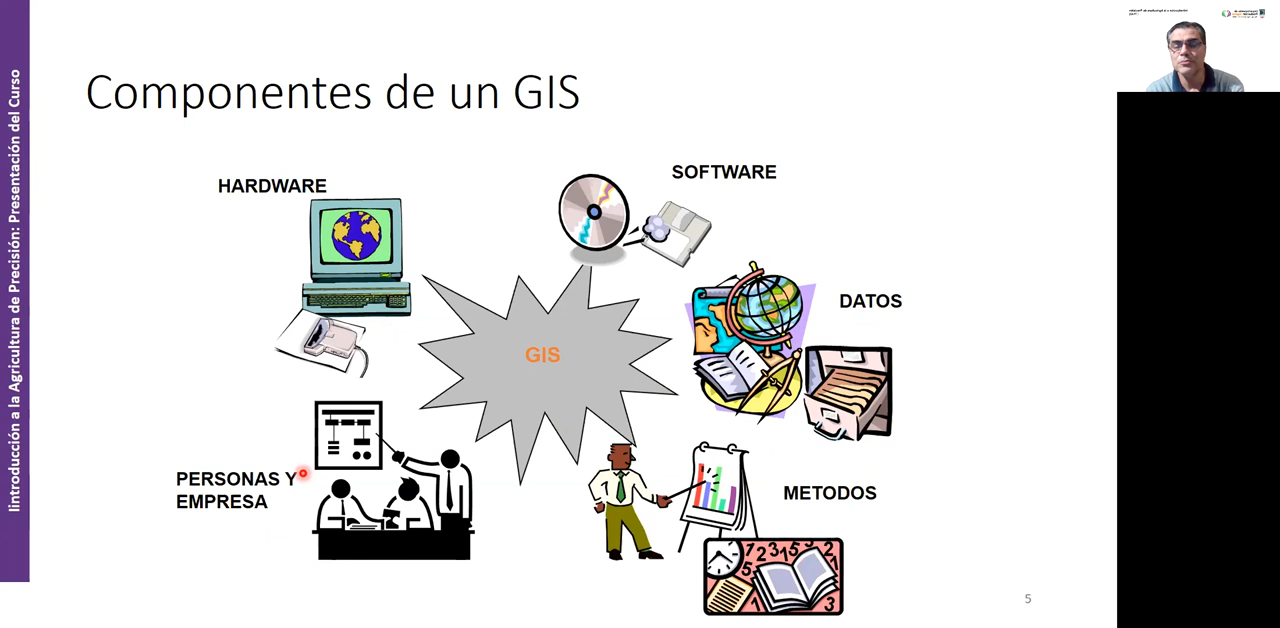 Iintroducción a la Agricultura de Precisión: Presentación del Curso
Componentes de un GIS
HARDWARE
SOFTWARE
DATOS
GIS
PERSONAS Y
EMPRESA
METODOS
5